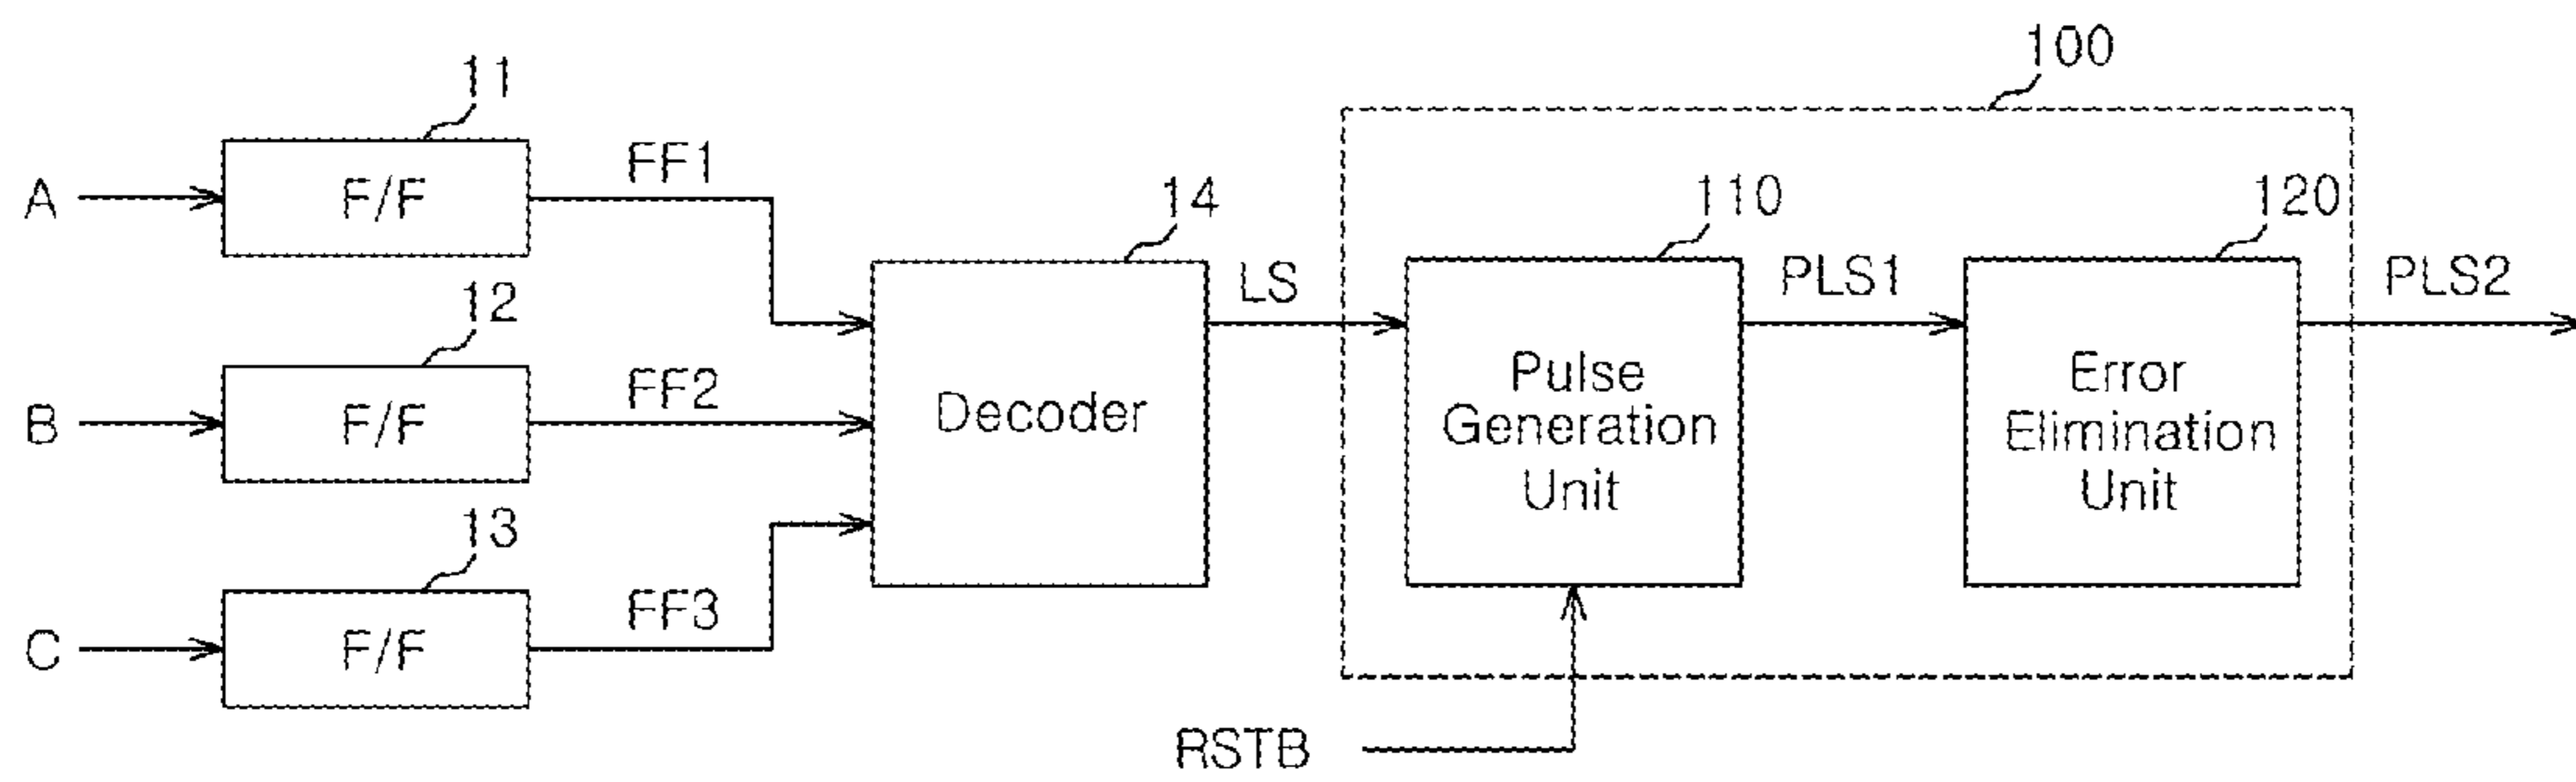 100
11
A
F/F
FF1
14
110
120
LS
PLS1
PLS2
12
B
F/F
FF2
Decoder
Pulse
Generation
Unit
Error
Elimination
Unit
13
C
F/F
FF3
RSTB